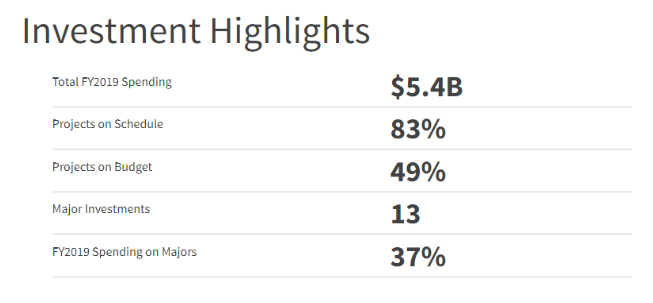 Investment Highlights
Total FY2019 Spending $5.4B
Projects on Schedule 83%
Projects on Budget 49%
Major Investments 13
FY2019 Spending on Majors 37%